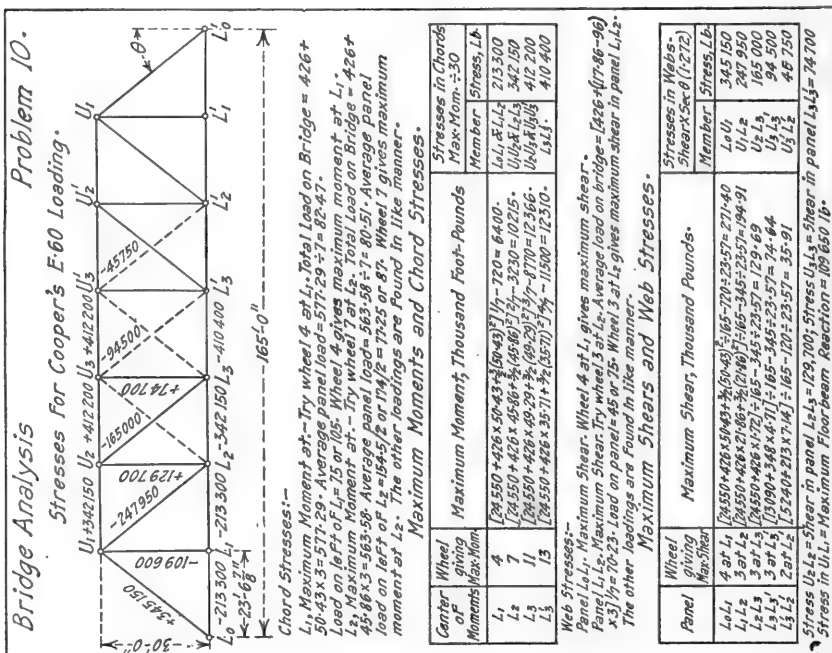 Bridge Analysis Problem 10.
Stresses for Cooper's E·60 Loading.
U₁ +342150 U₂ +412200 U₃ +412200 U₃' U₂' U₁
+345150
-109600
-247950
+129700
-165000
+74700
-94500
-45750
θ
-30'-0"-
L₀ -213300 L₁ -213300 L₂ -342150 L₃ -410400 L₃' L₂' L₁' L₀'
23'-6 7/8"
-165'-0"
Chord Stresses:-
L₁, Maximum Moment at.- Try wheel 4 at L₁. Total Load on Bridge = 426+
50·43×3=577·29. Average panel load=577·29÷7=82·47.
Load on left of L₁=75 or 105. Wheel 4 gives maximum moment at L₁.
L₂, Maximum Moment at.- Try wheel 7 at L₂. Total Load on Bridge = 426+
45·86×3=563·58. Average panel load=563·58÷7=80·51. Average panel
load on left of L₂=154·5/2 or 174/2=77·25 or 87. Wheel 7 gives maximum
moment at L₂. The other loadings are found in like manner.
Maximum Moments and Chord Stresses.
Center of Moments | Wheel giving Max·Mom. | Maximum Moment, Thousand Foot-Pounds | Stresses in Chords Max·Mom.÷30
Member | Stress, Lb.
L₁ | 4 | [24550+426×50·43+3/2(50·43)²]1/7-720=6400. | L₀L₁ & L₁L₂ | 213300
L₂ | 7 | [24550+426×45·86+3/2(45·86)²]2/7-3230=10215. | U₁U₂ & L₂L₃ | 342150
L₃ | 11 | [24550+426×49·29+3/2(49·29)²]3/7-8770=12366. | U₂U₃ & U₃U₃' | 412200
L₃' | 13 | [24550+426×35·71+3/2(35·71)²]4/7-11500=12310. | L₃L₃' | 410400
Web Stresses:-
Panel L₀L₁. Maximum Shear. Wheel 4 at L₁ gives maximum shear.
Panel L₁L₂. Maximum Shear. Try wheel 3 at L₂. Average load on bridge=[426+(117·86-96)
×3]1/7=70·23. Load on panel=45 or 75. Wheel 3 at L₂ gives maximum shear in panel L₁L₂.
The other loadings are found in like manner.
Maximum Shears and Web Stresses.
Panel | Wheel giving Max·Shear | Maximum Shear, Thousand Pounds. | Stresses in Webs. Shear×Sec θ (1·272)
Member | Stress, Lb.
L₀L₁ | 4 at L₁ | [24550+426×50·43+3/2(50·43)²]÷165-720÷23·57=271·40 | L₀U₁ | 345150
L₁L₂ | 3 at L₂ | [24550+426×21·86+3/2(21·86)²]÷165-345÷23·57=194·91 | U₁L₂ | 247950
L₂L₃ | 3 at L₃ | [24550+426×1·72]÷165-345÷23·57=129·69 | U₂L₃ | 165000
L₃L₃' | 3 at L₃' | [13090+348×4·71]÷165-345÷23·57=74·64 | U₃L₃' | 94500
L₃'L₂' | 2 at L₂' | [5240+213×7·14]÷165-120÷23·57=35·91 | U₃'L₂' | 45750
Stress U₂L₂=Shear in panel L₂L₃=129,700, Stress U₃L₃=Shear in panel L₃L₃'=74700
Stress in U₁L₁=Maximum Floorbeam Reaction=109650 lb.